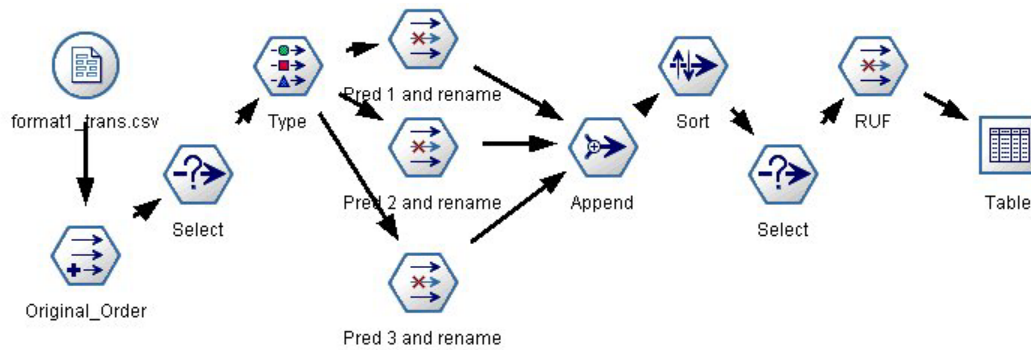 format1_trans.csv
Original_Order
Select
Type
Pred 1 and rename
Pred 2 and rename
Pred 3 and rename
Append
Sort
Select
RUF
Table